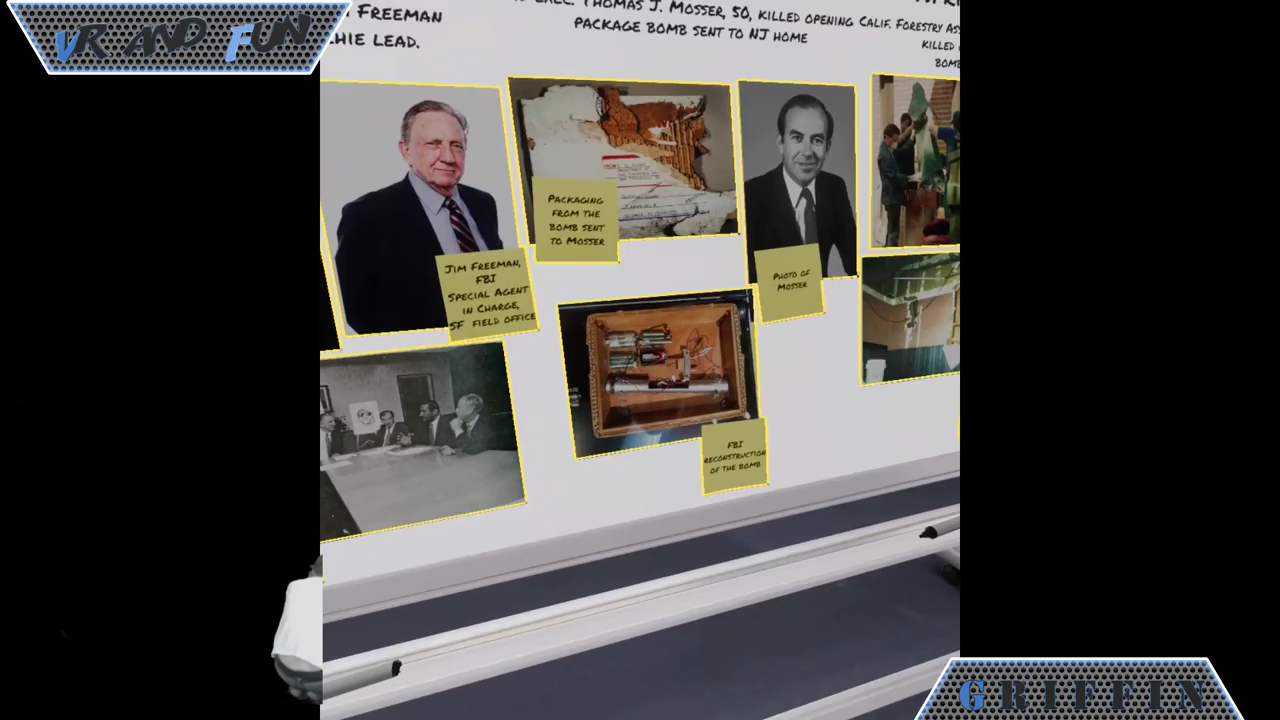 VR AND FUN
FREEMAN
HIE LEAD.
THOMAS J. MOSSER, 50, KILLED OPENING
PACKAGE BOMB SENT TO NJ HOME
CALIF. FORESTRY ASS
KILLED
BOMB
PACKAGING
FROM THE
BOMB SENT
TO MOSSER
JIM FREEMAN,
FBI
SPECIAL AGENT
IN CHARGE,
SF FIELD OFFICE
PHOTO OF
MOSSER
FBI
RECONSTRUCTION
OF THE BOMB
GRIFFIN